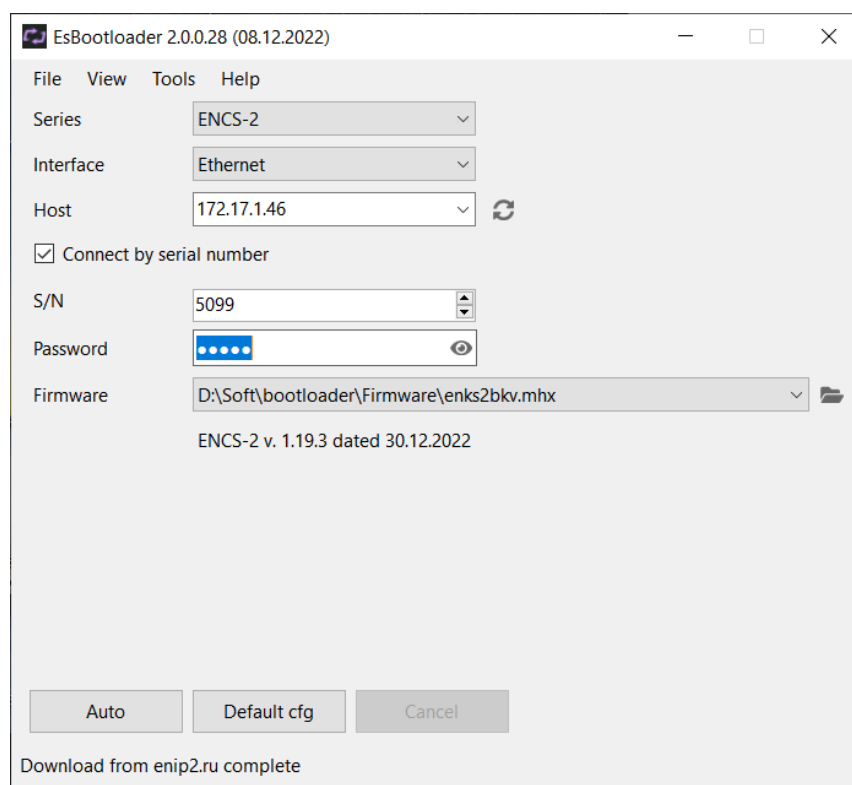 EsBootloader 2.0.0.28 (08.12.2022)
File View Tools Help
Series ENCS-2
Interface Ethernet
Host 172.17.1.46
Connect by serial number
S/N 5099
Password •••••
Firmware D:\Soft\bootloader\Firmware\enks2bkv.mhx
ENCS-2 v. 1.19.3 dated 30.12.2022
Auto Default cfg Cancel
Download from enip2.ru complete